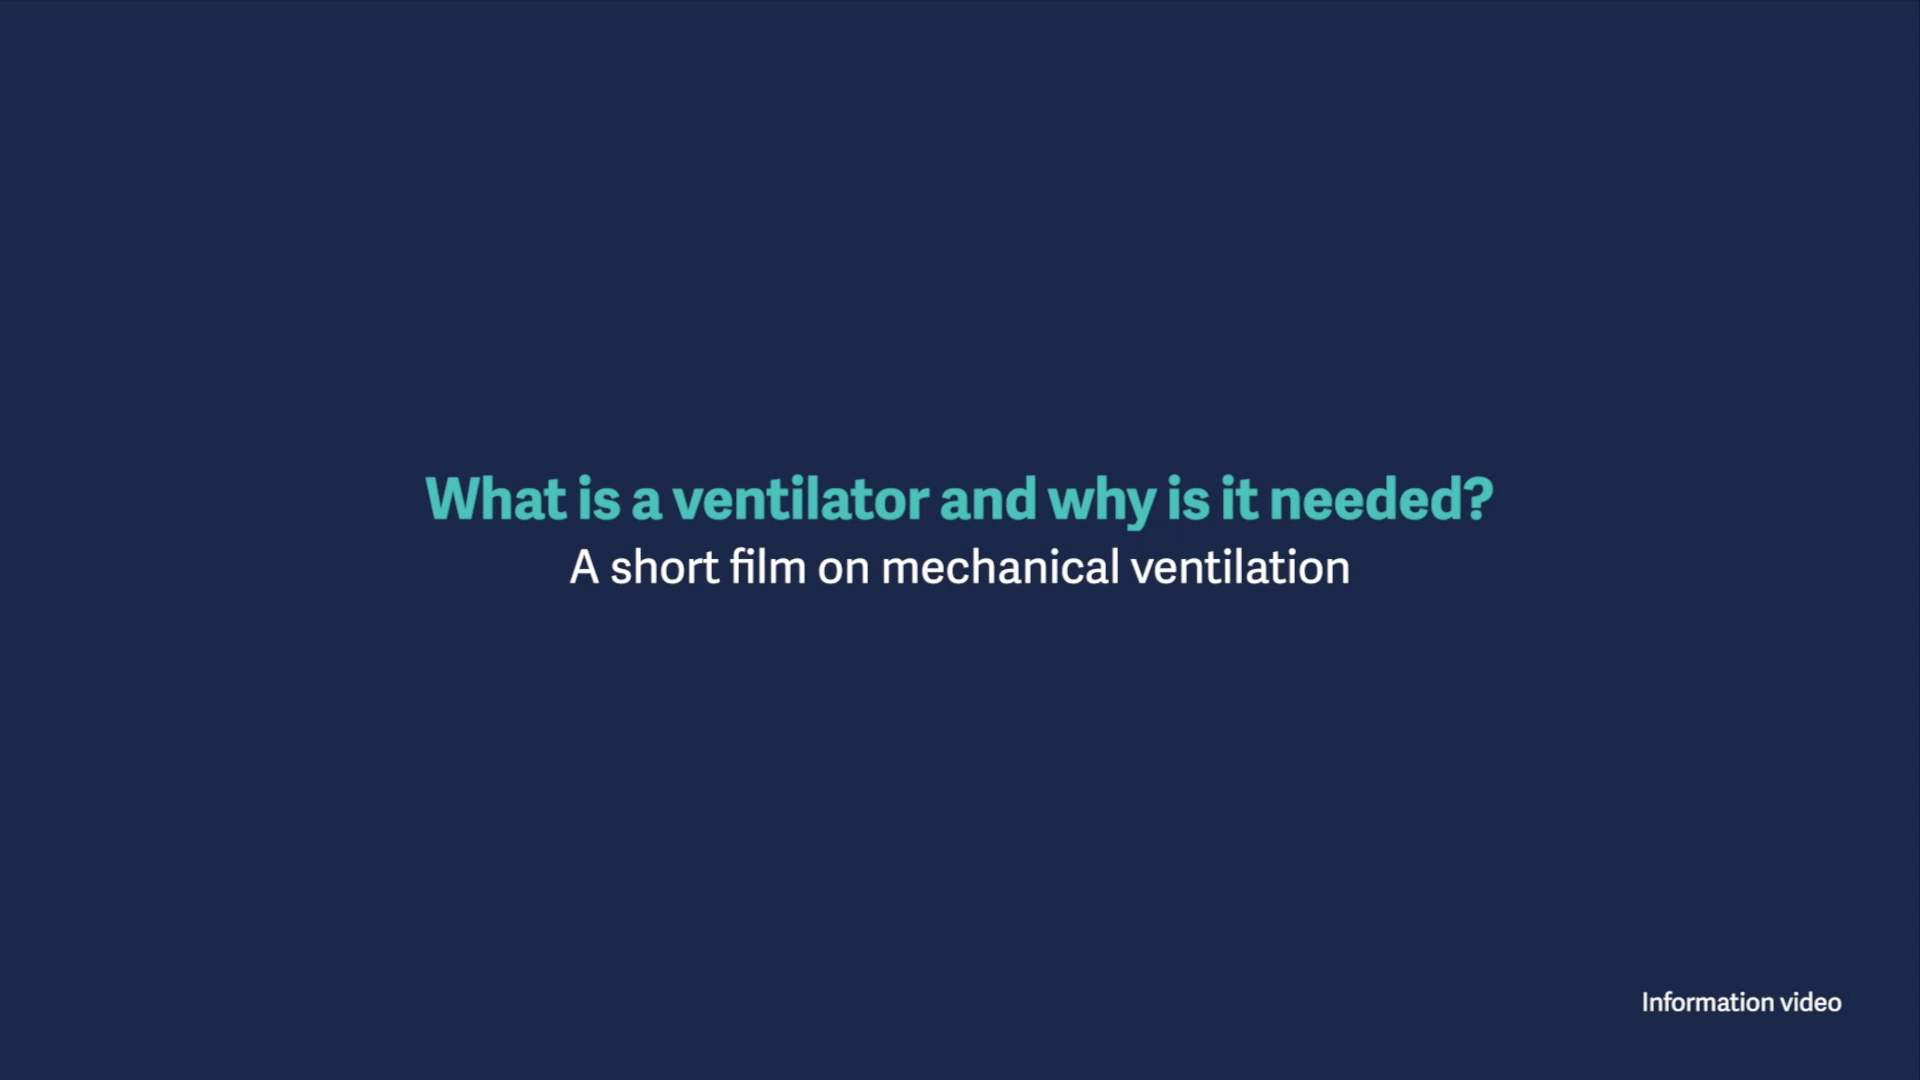 What is a ventilator and why is it needed?
A short film on mechanical ventilation
Information video